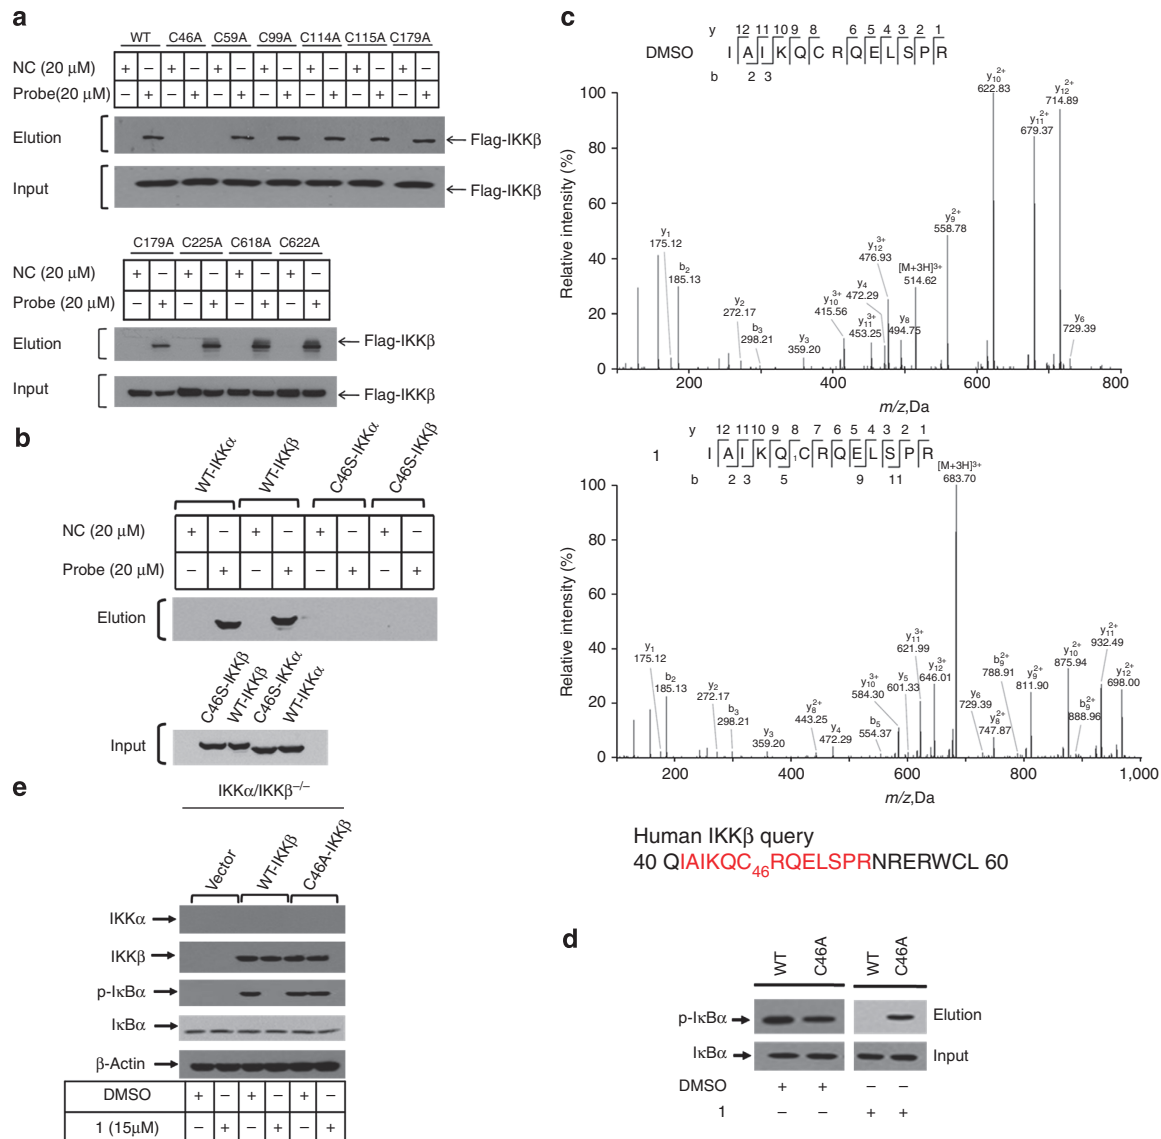 a
WT C46A C59A C99A C114A C115A C179A
NC (20 μM) + − + − + − + − + − + − + −
Probe(20 μM) − + − + − + − + − + − + − +
Elution ← Flag-IKKβ
Input ← Flag-IKKβ
C179A C225A C618A C622A
NC (20 μM) + − + − + − + −
Probe (20 μM) − + − + − + − +
Elution Flag-IKKβ
Input Flag-IKKβ
b
WT-IKKα WT-IKKβ C46S-IKKα C46S-IKKβ
NC (20 μM) + − + − + − + −
Probe (20 μM) − + − + − + − +
Elution
C46S-IKKβ WT-IKKβ C46S-IKKα WT-IKKα
Input
c
y 12 11 10 9 8 6 5 4 3 2 1
DMSO I A I K Q C R Q E L S P R
b 2 3
Relative intensity (%)
100
80
60
40
20
0
y10 2+ 622.83
y12 2+ 714.89
y11 2+ 679.37
y9 2+ 558.78
y1 175.12
b2 185.13
y12 3+ 476.93
[M+3H]3+ 514.62
y4 472.29
y2 272.17
b3 298.21
y10 3+ 415.56
y11 3+ 453.25
y8 494.75
y3 359.20
y6 729.39
200 400 600 800
m/z,Da
y 12 11 10 9 8 7 6 5 4 3 2 1
1 I A I K Q 1C R Q E L S P R
b 2 3 5 9 11
Relative intensity (%)
100
80
60
40
20
0
[M+3H]3+ 683.70
y1 175.12
b2 185.13
y2 272.17
b3 298.21
y3 359.20
y8 2+ 443.25
y4 472.29
b5 554.37
y10 3+ 584.30
y5 601.33
y11 3+ 621.99
y12 3+ 646.01
y6 729.39
y8 2+ 747.87
b9 2+ 788.91
y9 2+ 811.90
y10 2+ 875.94
b9 2+ 888.96
y11 2+ 932.49
y12 2+ 698.00
200 400 600 800 1,000
m/z,Da
Human IKKβ query
40 QIAIKQC46RQELSPRNRERWCL 60
d
WT C46A WT C46A
p-IκBα Elution
IκBα Input
DMSO + + − −
1 − − + +
e
IKKα/IKKβ−/−
Vector WT-IKKβ C46A-IKKβ
IKKα
IKKβ
p-IκBα
IκBα
β-Actin
DMSO + − + − + −
1 (15μM) − + − + − +